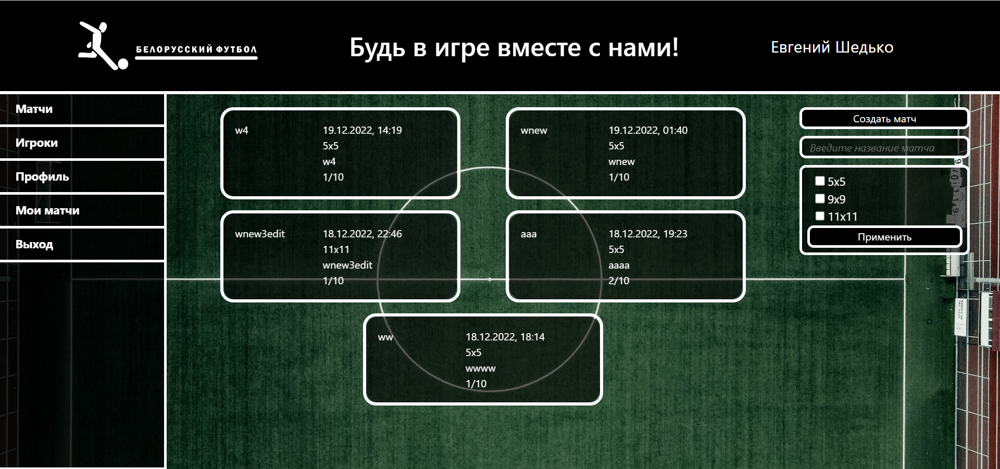 БЕЛОРУССКИЙ ФУТБОЛ
Будь в игре вместе с нами!
Евгений Шедько
Матчи
Игроки
Профиль
Мои матчи
Выход
w4
19.12.2022, 14:19
5x5
w4
1/10
wnew
19.12.2022, 01:40
5x5
wnew
1/10
wnew3edit
18.12.2022, 22:46
11x11
wnew3edit
1/10
aaa
18.12.2022, 19:23
5x5
aaaa
2/10
ww
18.12.2022, 18:14
5x5
wwww
1/10
Создать матч
Введите название матча
5x5
9x9
11x11
Применить